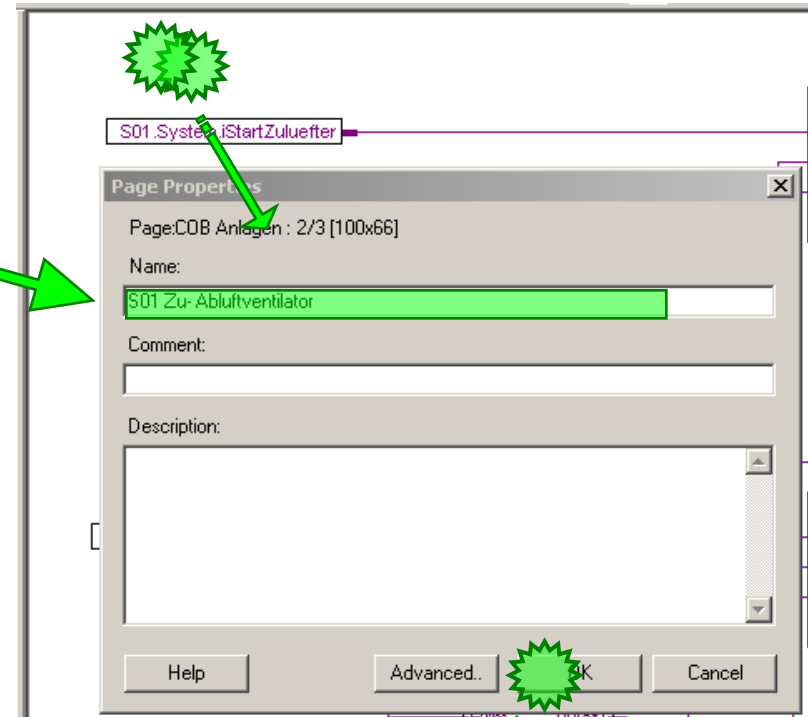 S01.System.iStartZuluefter
Page Properties
Page:COB Anlagen : 2/3 [100x66]
Name:
S01 Zu- Abluftventilator
Comment:
Description:
Help
Advanced..
OK
Cancel